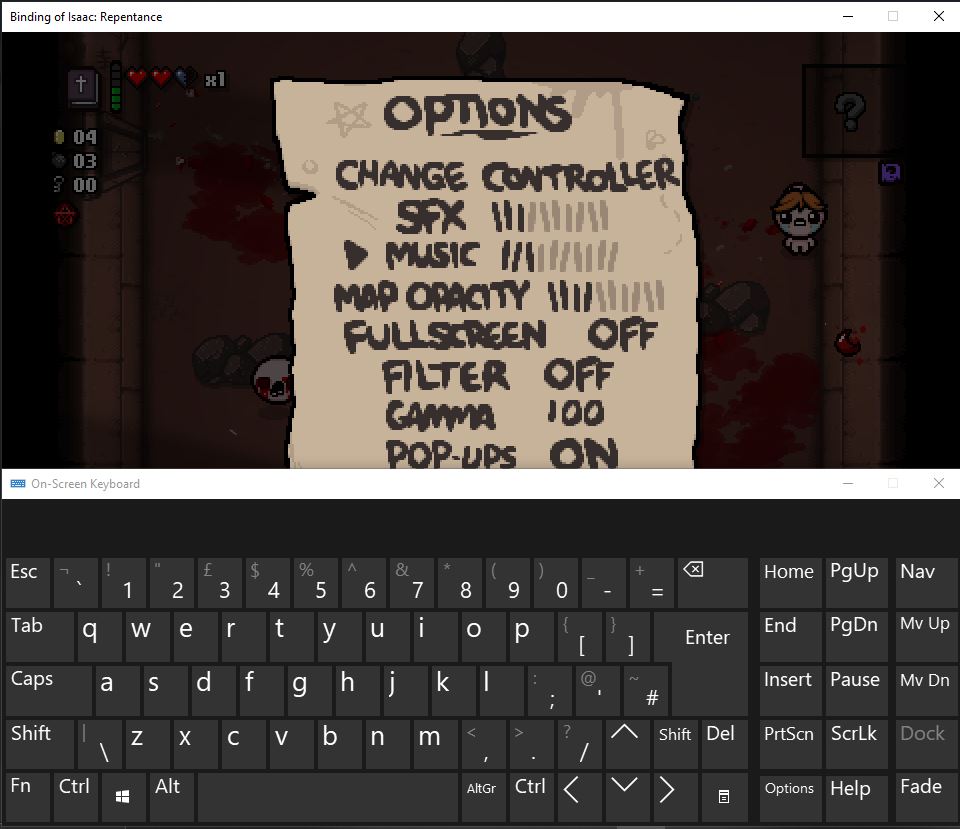 Binding of Isaac: Repentance
x1
04
03
00
?
OPTIONS
CHANGE CONTROLLER
SFX
MUSIC
MAP OPACITY
FULLSCREEN OFF
FILTER OFF
GAMMA 100
POP-UPS ON
On-Screen Keyboard
Esc ¬ ` ! 1 " 2 £ 3 $ 4 % 5 ^ 6 & 7 * 8 ( 9 ) 0 _ - + = Home PgUp Nav
Tab q w e r t y u i o p { [ } ] Enter End PgDn Mv Up
Caps a s d f g h j k l : ; @ ' ~ # Insert Pause Mv Dn
Shift | \ z x c v b n m < , > . ? / Shift Del PrtScn ScrLk Dock
Fn Ctrl Alt AltGr Ctrl Options Help Fade